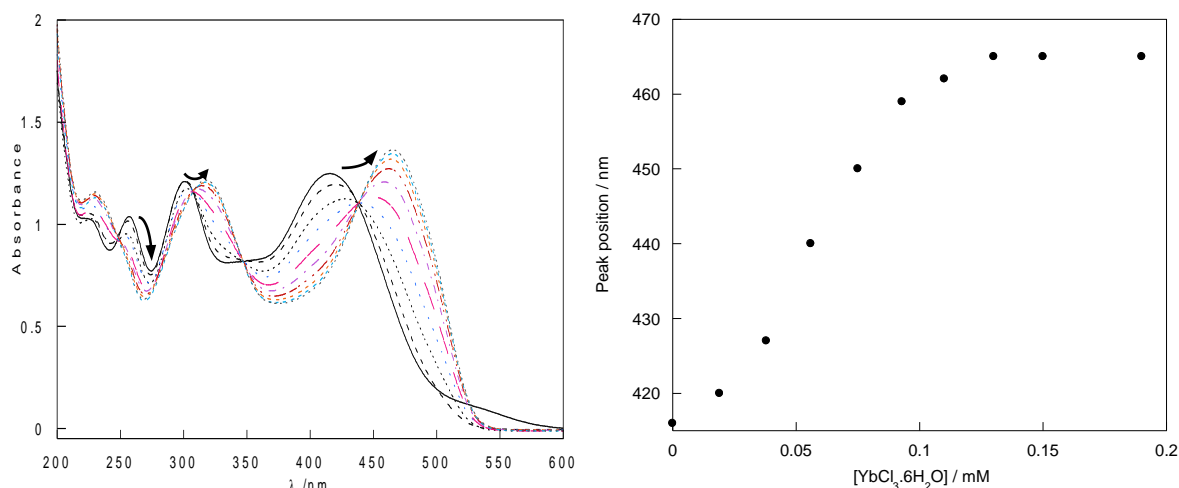 2
1.5
1
0.5
0
Absorbance
200 250 300 350 400 450 500 550 600
λ /nm
470
460
450
440
430
420
Peak position / nm
0 0.05 0.1 0.15 0.2
[YbCl₃.6H₂O] / mM